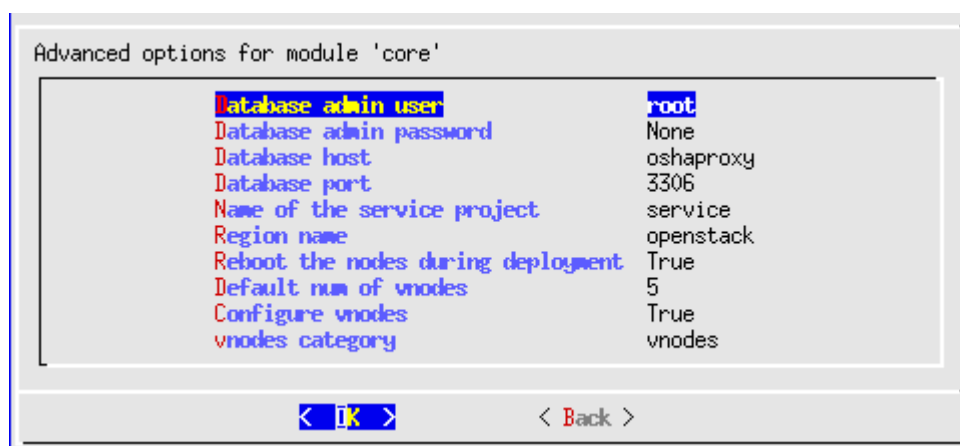 Advanced options for module 'core'
Database admin user root
Database admin password None
Database host oshaproxy
Database port 3306
Name of the service project service
Region name openstack
Reboot the nodes during deployment True
Default num of vnodes 5
Configure vnodes True
vnodes category vnodes
< OK > < Back >